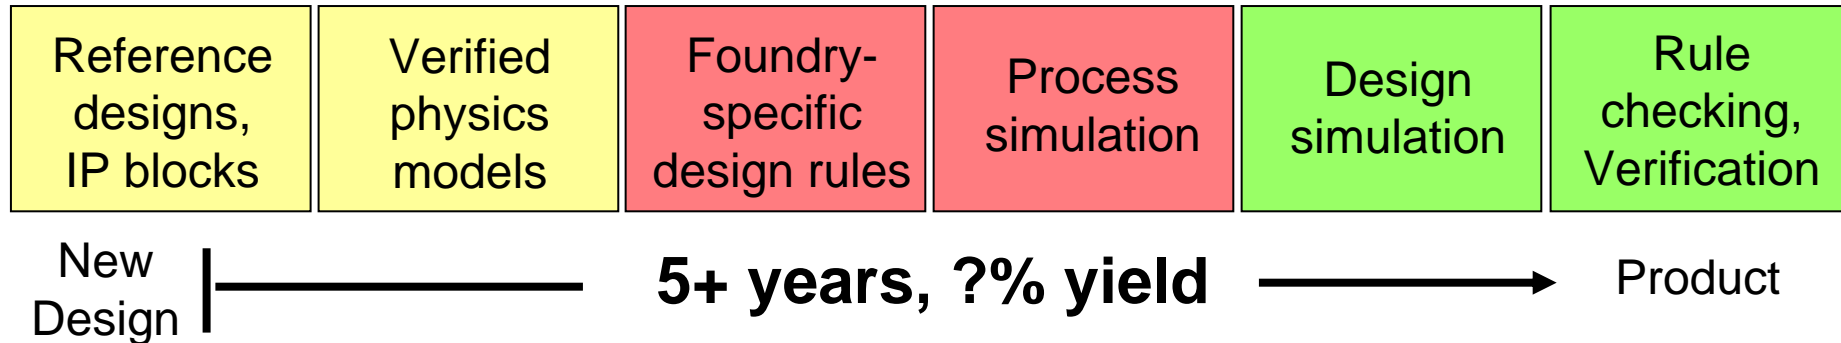 Reference
designs,
IP blocks
Verified
physics
models
Foundry-
specific
design rules
Process
simulation
Design
simulation
Rule
checking,
Verification
New
Design
5+ years, ?% yield
Product